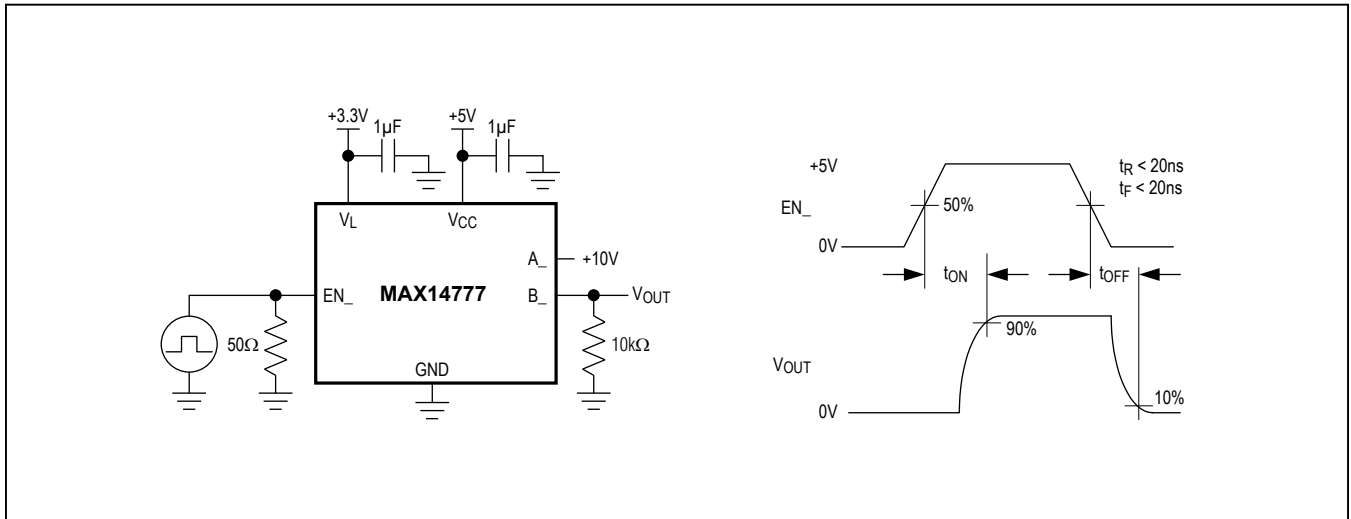 +3.3V
1µF
+5V
1µF
VL
VCC
A_
+10V
EN_
MAX14777
B_
VOUT
50Ω
10kΩ
GND
+5V
tR < 20ns
tF < 20ns
EN_
50%
0V
tON
tOFF
90%
VOUT
10%
0V